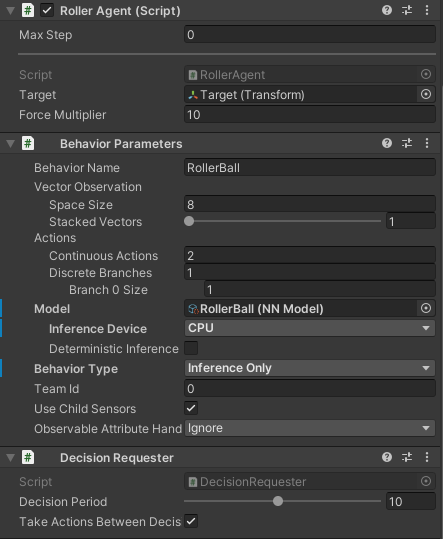 Roller Agent (Script)
Max Step 0
Script RollerAgent
Target Target (Transform)
Force Multiplier 10
Behavior Parameters
Behavior Name RollerBall
Vector Observation
Space Size 8
Stacked Vectors 1
Actions
Continuous Actions 2
Discrete Branches 1
Branch 0 Size 1
Model RollerBall (NN Model)
Inference Device CPU
Deterministic Inference
Behavior Type Inference Only
Team Id 0
Use Child Sensors
Observable Attribute Hand Ignore
Decision Requester
Script DecisionRequester
Decision Period 10
Take Actions Between Decis